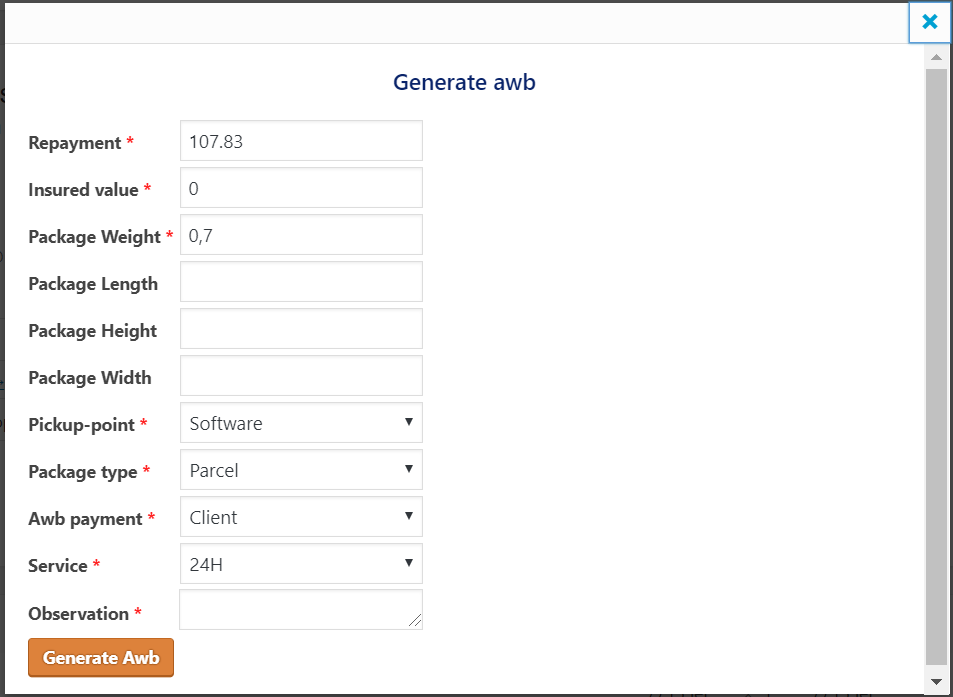 Generate awb
Repayment * 107.83
Insured value * 0
Package Weight * 0,7
Package Length
Package Height
Package Width
Pickup-point * Software
Package type * Parcel
Awb payment * Client
Service * 24H
Observation *
Generate Awb